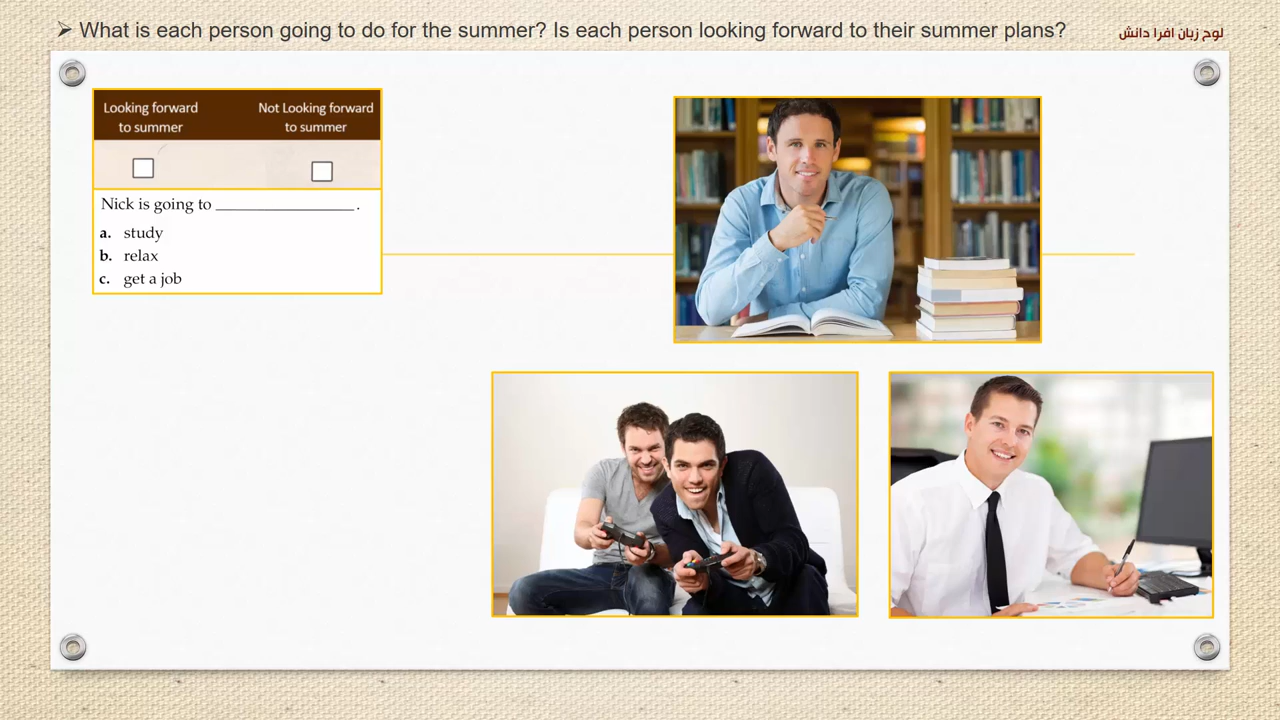 ➢ What is each person going to do for the summer? Is each person looking forward to their summer plans?
لوح زبان افرا دانش
Looking forward to summer
Not Looking forward to summer
Nick is going to ________________.
a. study
b. relax
c. get a job